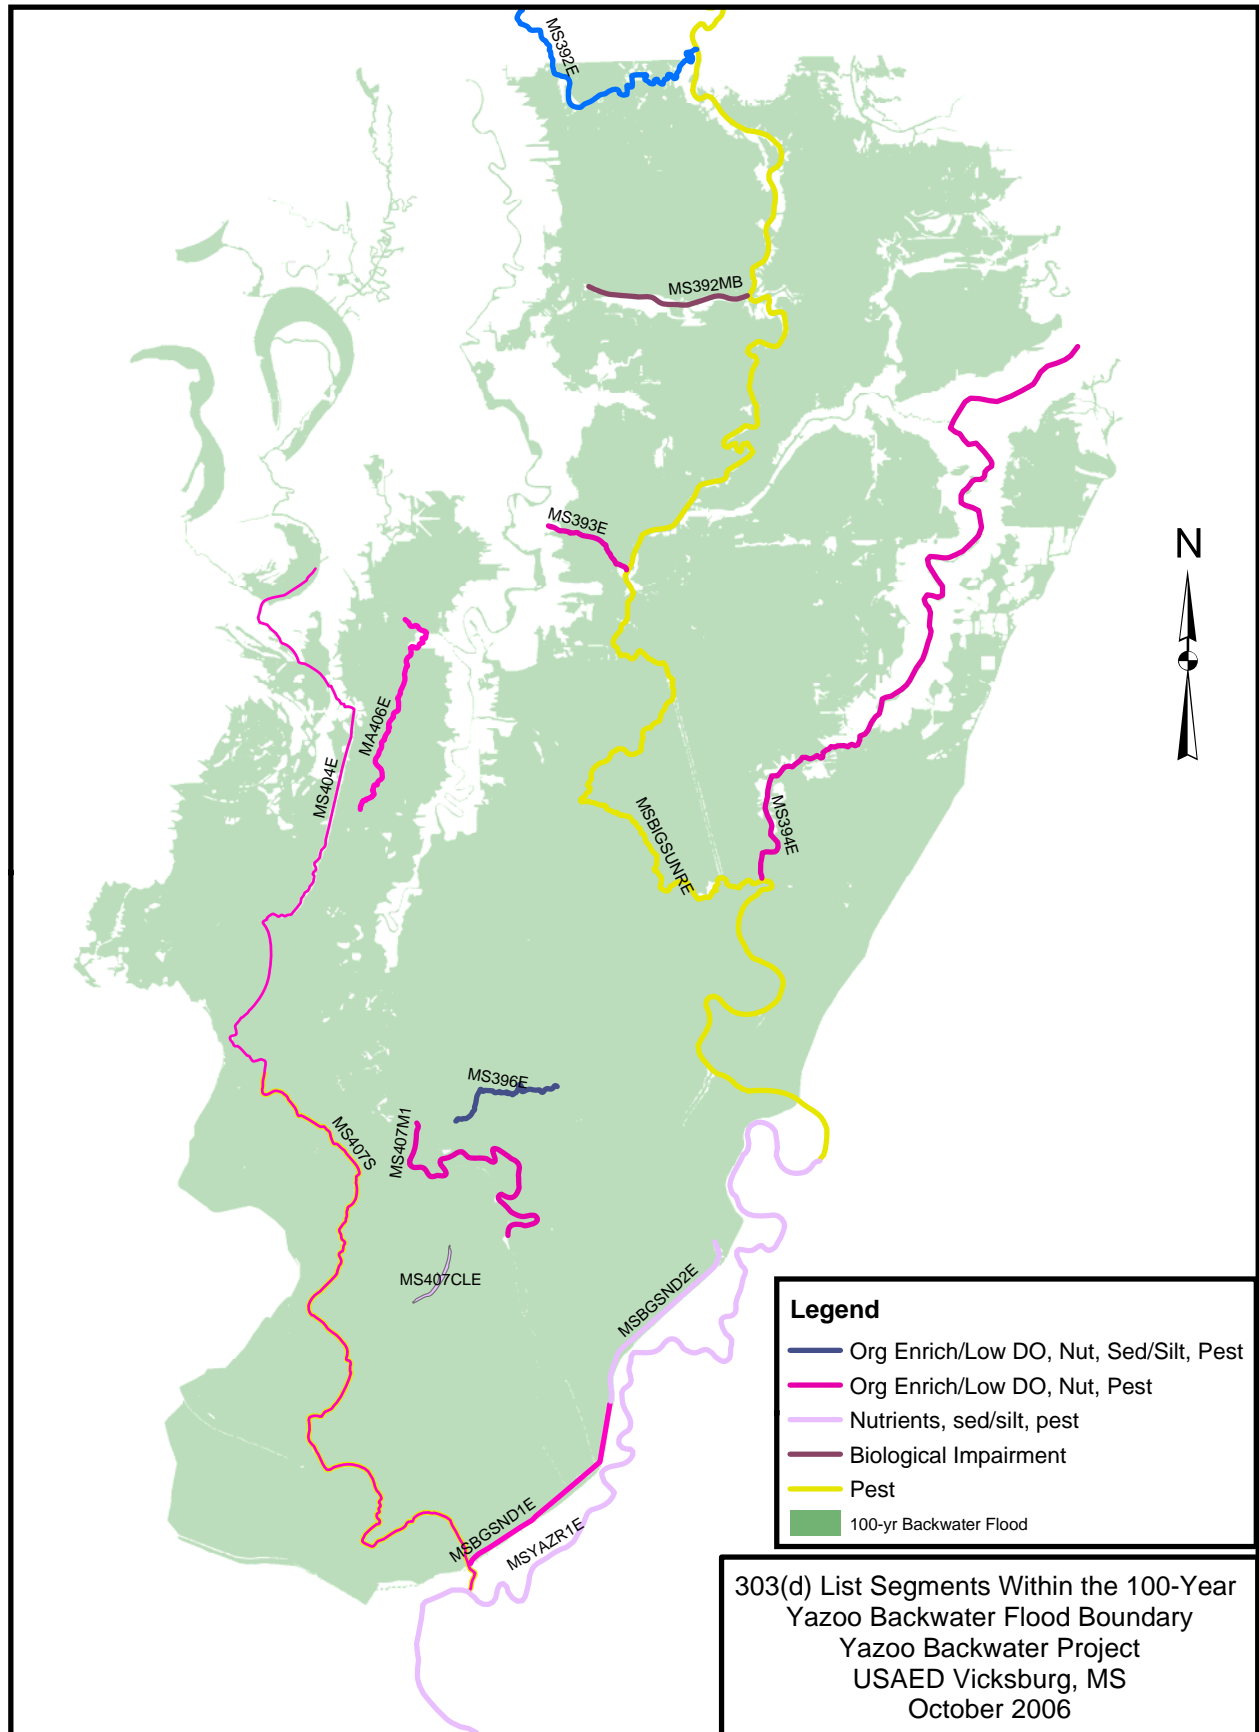 MS392E
MS392MB
MS393E
N
MA406E
MS404E
MSBIGSUNRE
MS394E
MS396E
MS407M1
MS407S
MS407CLE
MSBGSND2E
MSBGSND1E
MSYAZR1E
Legend
Org Enrich/Low DO, Nut, Sed/Silt, Pest
Org Enrich/Low DO, Nut, Pest
Nutrients, sed/silt, pest
Biological Impairment
Pest
100-yr Backwater Flood
303(d) List Segments Within the 100-Year
Yazoo Backwater Flood Boundary
Yazoo Backwater Project
USAED Vicksburg, MS
October 2006